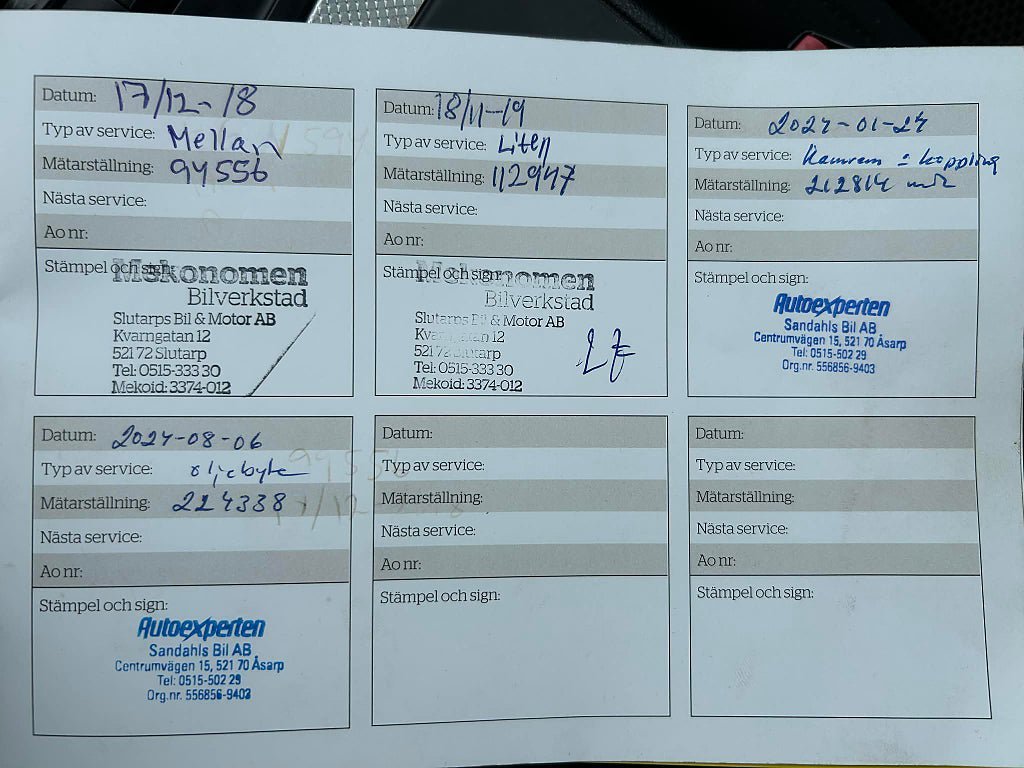 Datum: 17/12-18
Typ av service: Mellan
Mätarställning: 94556
Nästa service:
Ao nr:
Stämpel och sign:
Mekonomen
Bilverkstad
Slutarps Bil & Motor AB
Kvarngatan 12
521 72 Slutarp
Tel: 0515-333 30
Mekoid: 3374-012
Datum: 18/11-19
Typ av service: Liten
Mätarställning: 112947
Nästa service:
Ao nr:
Stämpel och sign:
Mekonomen
Bilverkstad
Slutarps Bil & Motor AB
Kvarngatan 12
521 72 Slutarp
Tel: 0515-333 30
Mekoid: 3374-012
Datum: 2024-01-24
Typ av service: Kamrem + koppling
Mätarställning: 212814
Nästa service:
Ao nr:
Stämpel och sign:
Autoexperten
Sandahls Bil AB
Centrumvägen 15, 521 70 Åsarp
Tel: 0515-502 29
Org.nr. 556856-9403
Datum: 2024-08-06
Typ av service: oljebyte
Mätarställning: 224338
Nästa service:
Ao nr:
Stämpel och sign:
Autoexperten
Sandahls Bil AB
Centrumvägen 15, 521 70 Åsarp
Tel: 0515-502 29
Org.nr. 556856-9403
Datum:
Typ av service:
Mätarställning:
Nästa service:
Ao nr:
Stämpel och sign:
Datum:
Typ av service:
Mätarställning:
Nästa service:
Ao nr:
Stämpel och sign: